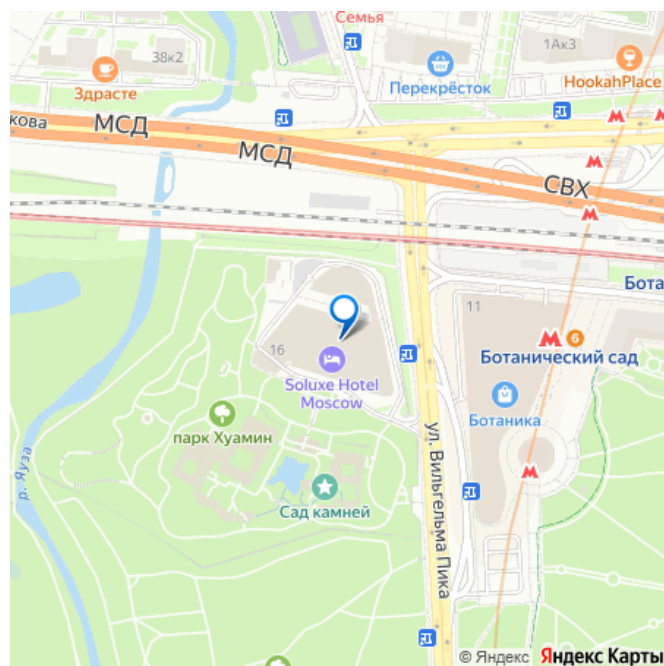 Семья
38к2
1Ак3
Здрасте
Перекрёсток
HookahPlace
кова
МСД
МСД
СВХ
Бота
11
16
6
Ботанический сад
Soluxe Hotel
Moscow
Ботаника
парк Хуамин
ул. Вильгельма Пика
р. Яуза
Сад камней
© Яндекс Яндекс Карты